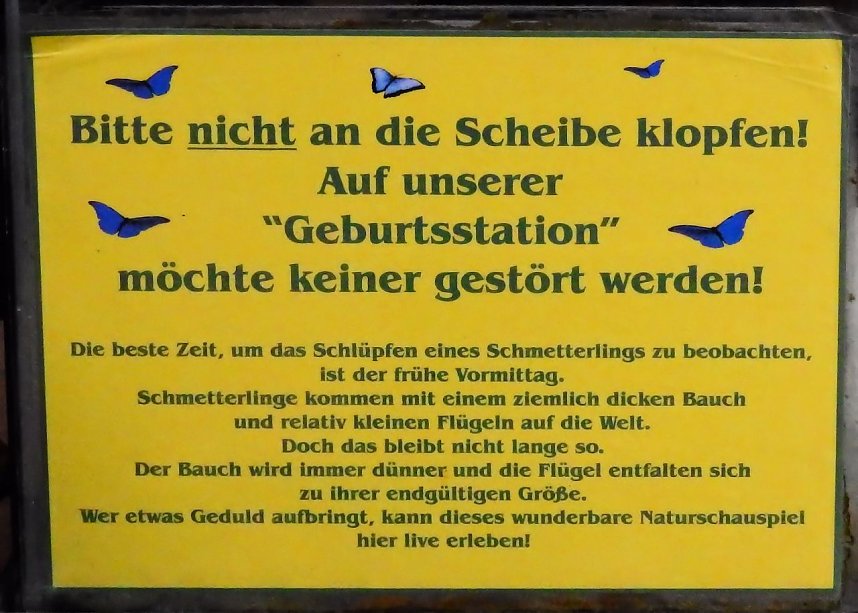 Bitte nicht an die Scheibe klopfen!
Auf unserer
"Geburtsstation"
möchte keiner gestört werden!
Die beste Zeit, um das Schlüpfen eines Schmetterlings zu beobachten,
ist der frühe Vormittag.
Schmetterlinge kommen mit einem ziemlich dicken Bauch
und relativ kleinen Flügeln auf die Welt.
Doch das bleibt nicht lange so.
Der Bauch wird immer dünner und die Flügel entfalten sich
zu ihrer endgültigen Größe.
Wer etwas Geduld aufbringt, kann dieses wunderbare Naturschauspiel
hier live erleben!